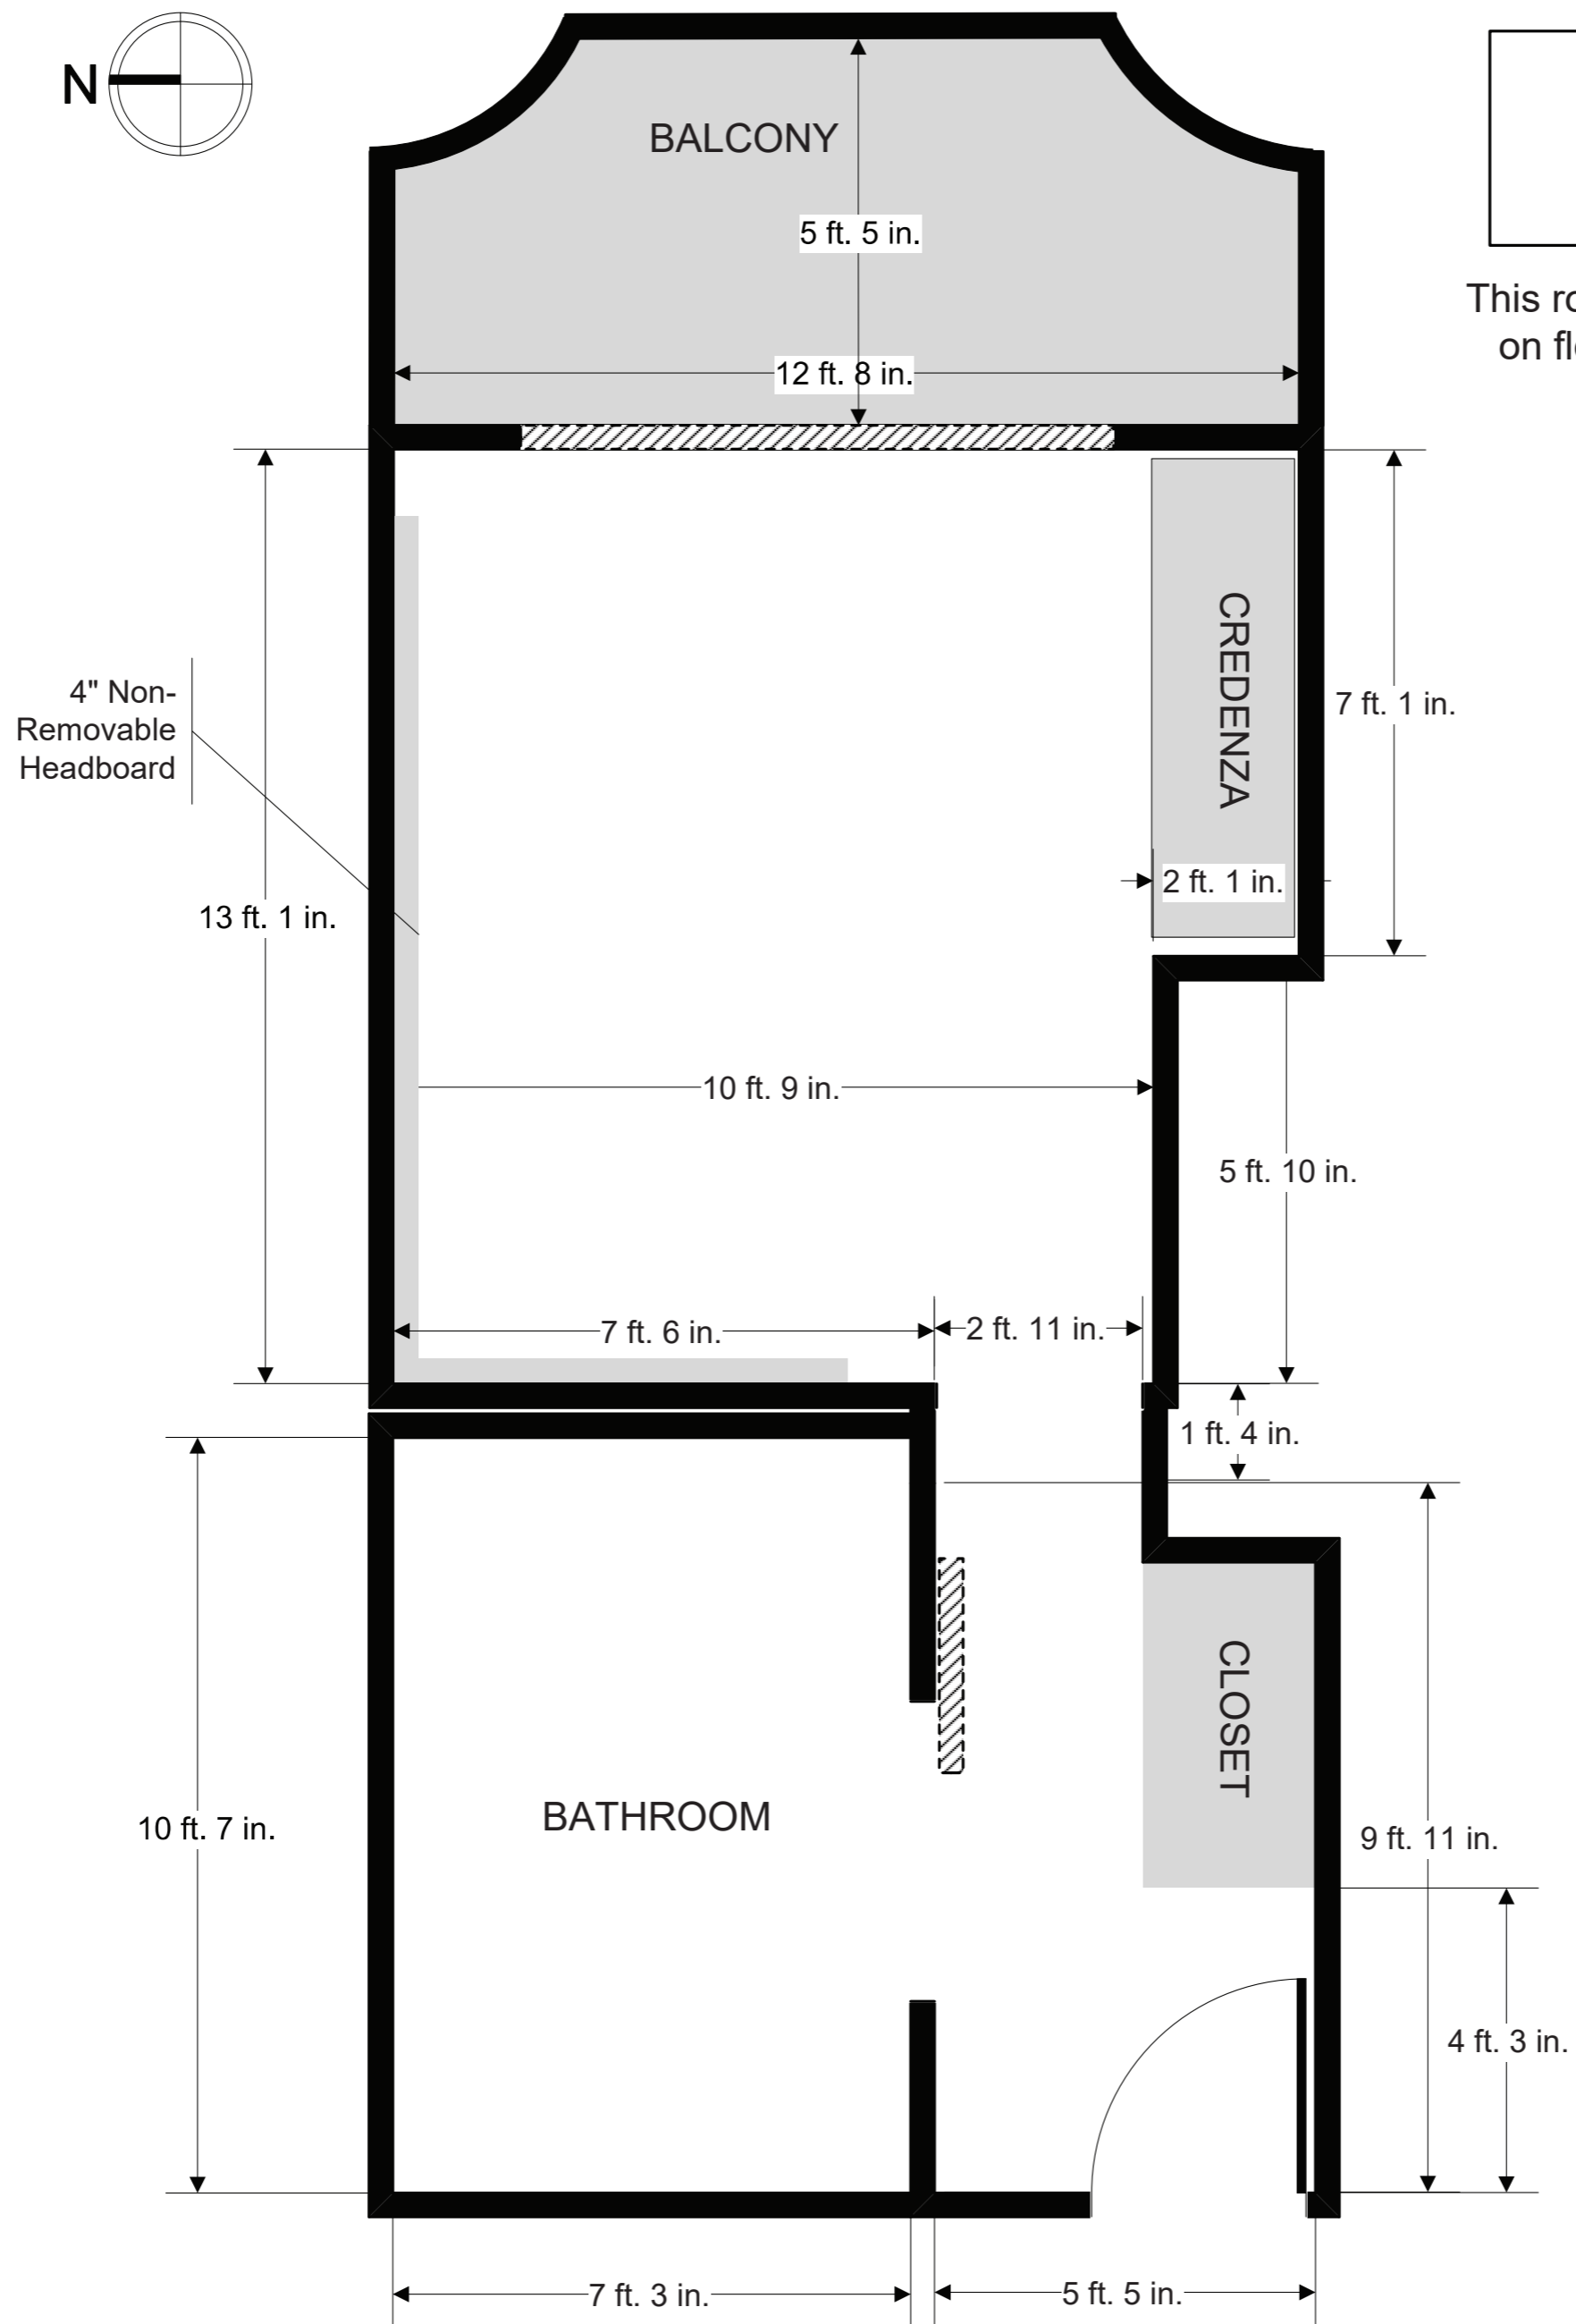 N
BALCONY
5 ft. 5 in.
This
on
12 ft. 8 in.
CREDENZA
4" Non-
Removable
Headboard
7 ft. 1 in.
2 ft. 1 in.
13 ft. 1 in.
10 ft. 9 in.
5 ft. 10 in.
7 ft. 6 in.
2 ft. 11 in.
1 ft. 4 in.
CLOSET
BATHROOM
10 ft. 7 in.
9 ft. 11 in.
4 ft. 3 in.
7 ft. 3 in.
5 ft. 5 in.